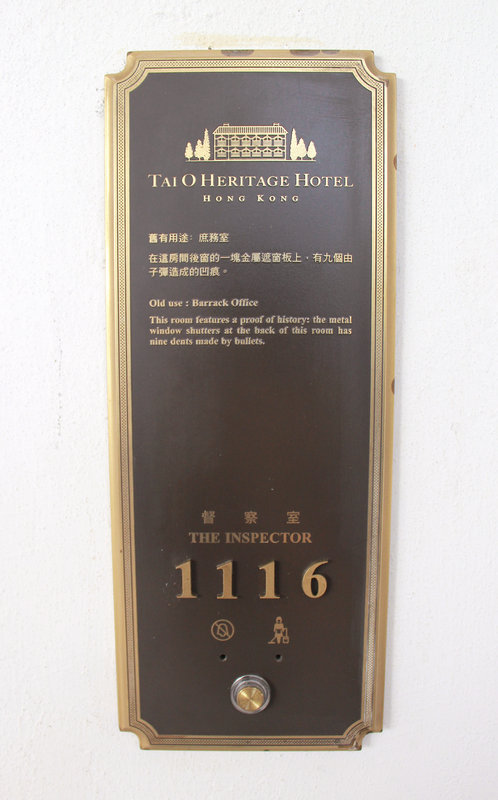 TAI O HERITAGE HOTEL
HONG KONG
舊有用途：庶務室
在這房間後窗的一塊金屬遮窗板上，有九個由
子彈造成的凹痕。
Old use : Barrack Office
This room features a proof of history: the metal
window shutters at the back of this room has
nine dents made by bullets.
督察室
THE INSPECTOR
1116